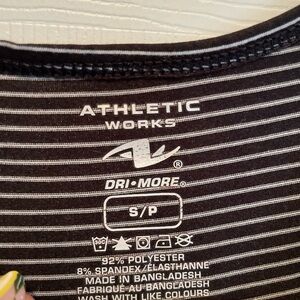 ATHLETIC
WORKS
®
DRI•MORE®
S/P
92% POLYESTER
8% SPANDEX/ÉLASTHANNE
MADE IN BANGLADESH
FABRIQUÉ AU BANGLADESH
WASH WITH LIKE COLOURS